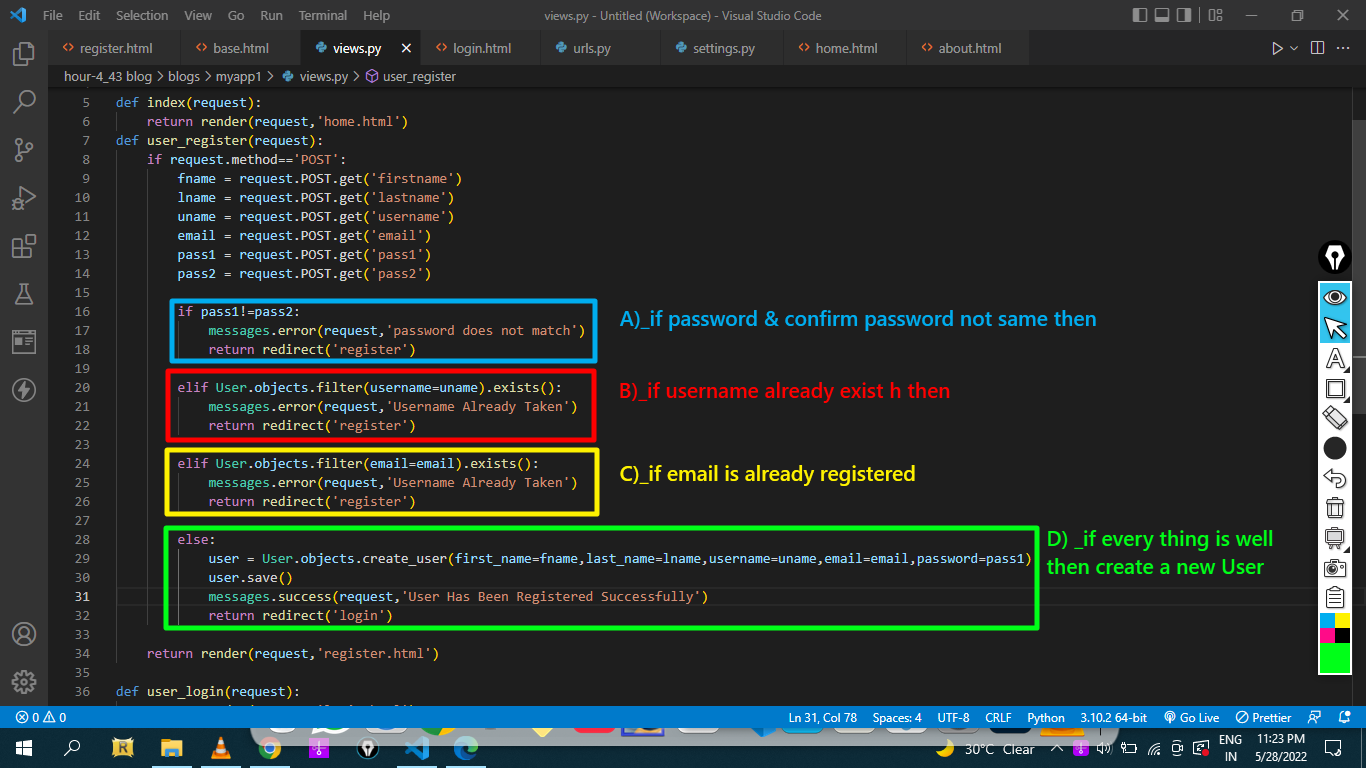 File Edit Selection View Go Run Terminal Help views.py - Untitled (Workspace) - Visual Studio Code
register.html base.html views.py login.html urls.py settings.py home.html about.html
hour-4_43 blog > blogs > myapp1 > views.py > user_register
5 def index(request):
6 return render(request,'home.html')
7 def user_register(request):
8 if request.method=='POST':
9 fname = request.POST.get('firstname')
10 lname = request.POST.get('lastname')
11 uname = request.POST.get('username')
12 email = request.POST.get('email')
13 pass1 = request.POST.get('pass1')
14 pass2 = request.POST.get('pass2')
15
16 if pass1!=pass2:
17 messages.error(request,'password does not match')
18 return redirect('register')
A)_if password & confirm password not same then
19
20 elif User.objects.filter(username=uname).exists():
21 messages.error(request,'Username Already Taken')
22 return redirect('register')
B)_if username already exist h then
23
24 elif User.objects.filter(email=email).exists():
25 messages.error(request,'Username Already Taken')
26 return redirect('register')
C)_if email is already registered
27
28 else:
29 user = User.objects.create_user(first_name=fname,last_name=lname,username=uname,email=email,password=pass1)
30 user.save()
31 messages.success(request,'User Has Been Registered Successfully')
32 return redirect('login')
D) _if every thing is well
then create a new User
33
34 return render(request,'register.html')
35
36 def user_login(request):
0 0 Ln 31, Col 78 Spaces: 4 UTF-8 CRLF Python 3.10.2 64-bit Go Live Prettier
30°C Clear ENG IN 11:23 PM 5/28/2022